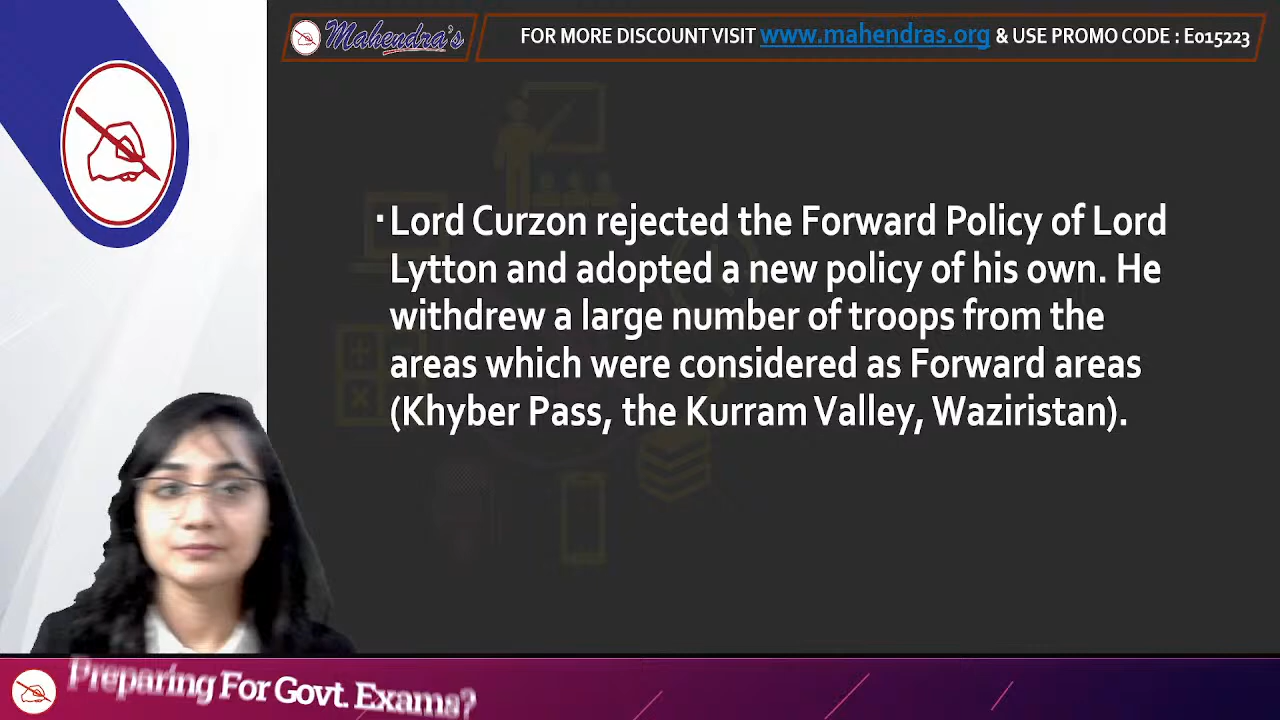 Mahendra's
FOR MORE DISCOUNT VISIT www.mahendras.org & USE PROMO CODE : E015223
· Lord Curzon rejected the Forward Policy of Lord
Lytton and adopted a new policy of his own. He
withdrew a large number of troops from the
areas which were considered as Forward areas
(Khyber Pass, the Kurram Valley, Waziristan).
Preparing For Govt. Exams?